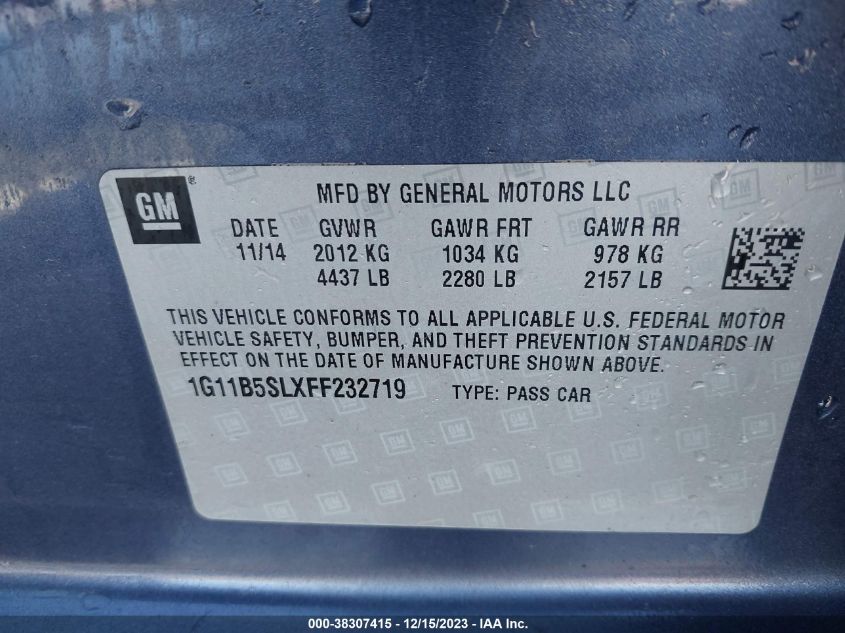 GM ®
MFD BY GENERAL MOTORS LLC
DATE GVWR GAWR FRT GAWR RR
11/14 2012 KG 1034 KG 978 KG
4437 LB 2280 LB 2157 LB
THIS VEHICLE CONFORMS TO ALL APPLICABLE U.S. FEDERAL MOTOR
VEHICLE SAFETY, BUMPER, AND THEFT PREVENTION STANDARDS IN
EFFECT ON THE DATE OF MANUFACTURE SHOWN ABOVE.
1G11B5SLXFF232719 TYPE: PASS CAR
000-38307415 - 12/15/2023 - IAA Inc.